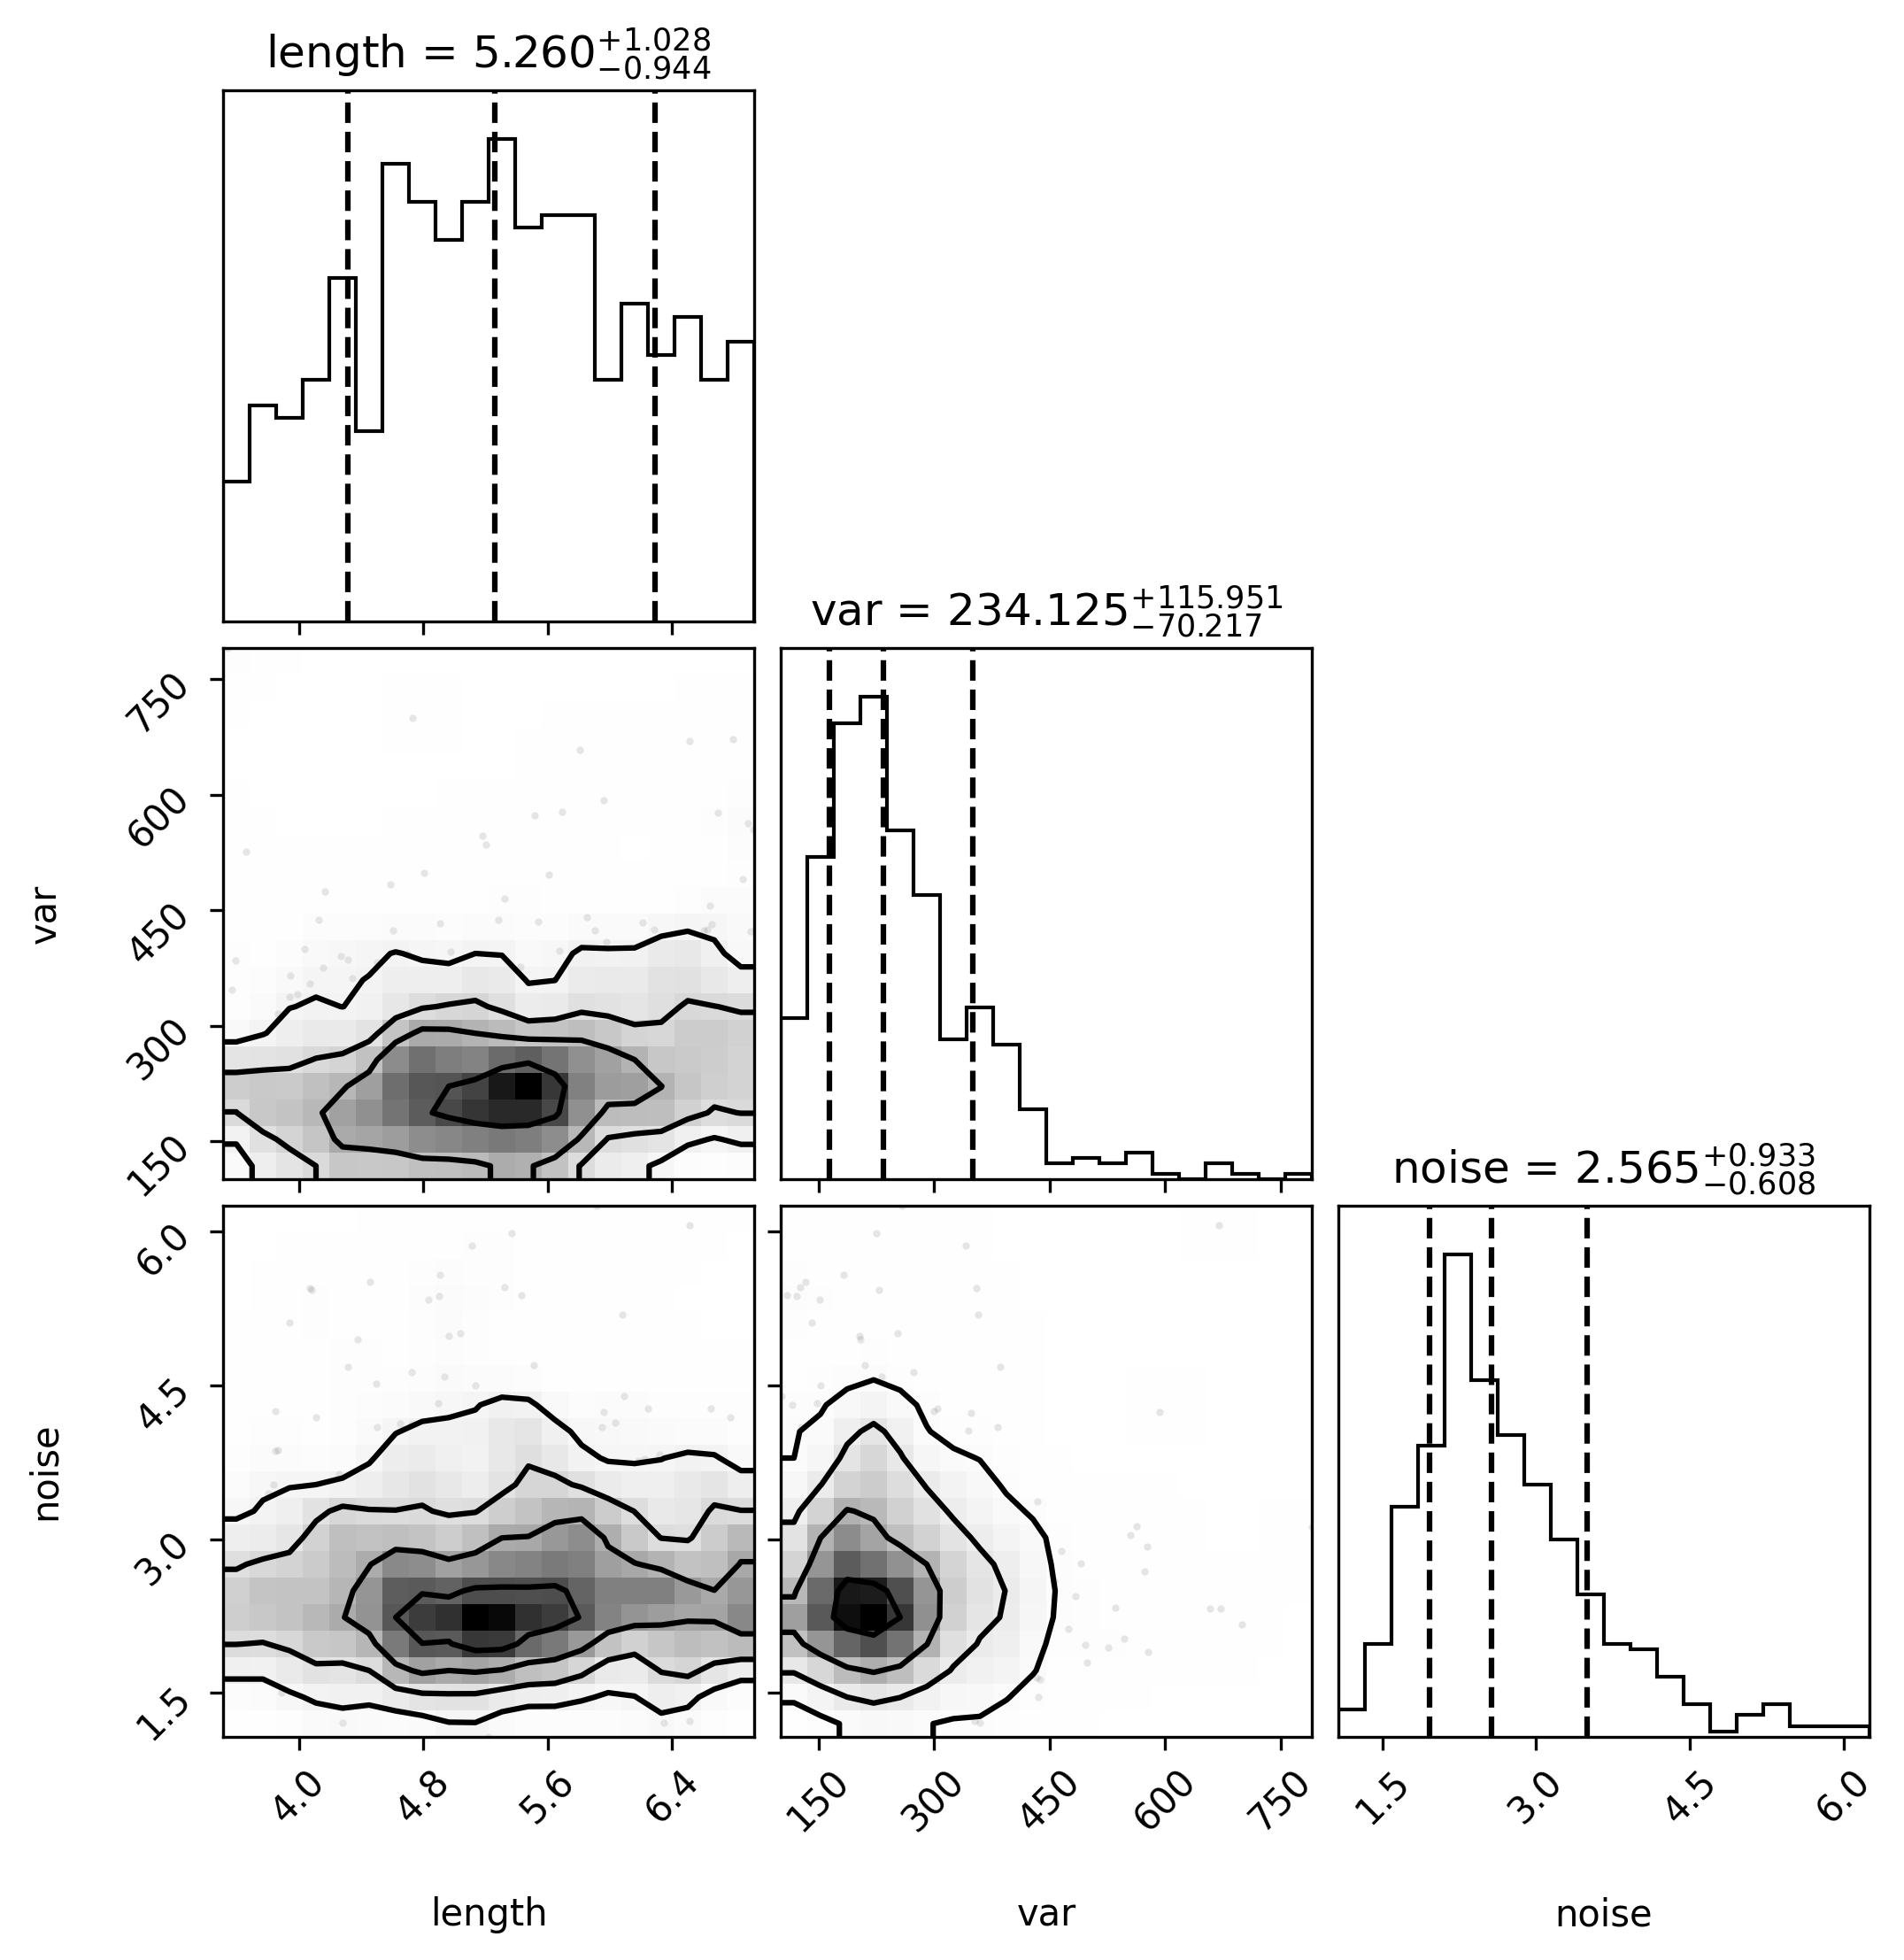 length = 5.260 +1.028 −0.944
var = 234.125 +115.951 −70.217
750
600
450
300
150
var
noise = 2.565 +0.933 −0.608
6.0
4.5
3.0
1.5
noise
4.0 4.8 5.6 6.4 150 300 450 600 750 1.5 3.0 4.5 6.0
length var noise